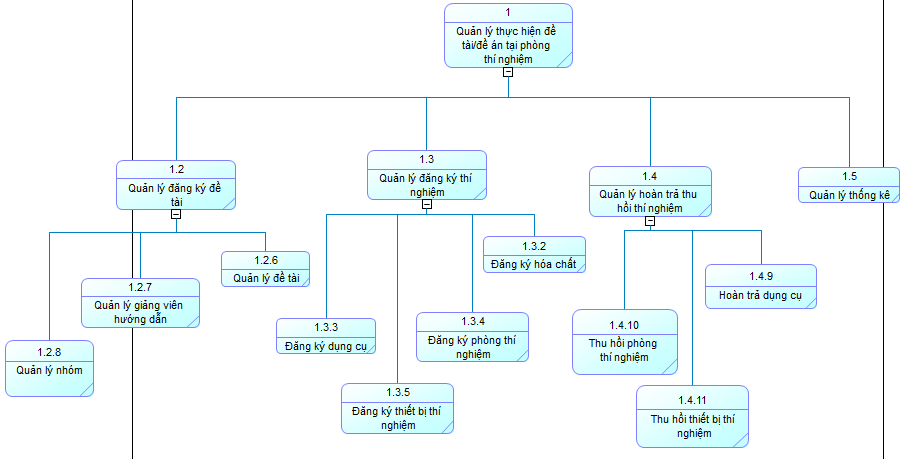 1
Quản lý thực hiện đề
tài/đề án tại phòng
thí nghiệm
1.2
Quản lý đăng ký đề
tài
1.3
Quản lý đăng ký thí
nghiệm
1.4
Quản lý hoàn trả thu
hồi thí nghiệm
1.5
Quản lý thống kê
1.2.8
Quản lý nhóm
1.2.7
Quản lý giảng viên
hướng dẫn
1.2.6
Quản lý đề tài
1.3.3
Đăng ký dụng cụ
1.3.5
Đăng ký thiết bị thí
nghiệm
1.3.4
Đăng ký phòng thí
nghiệm
1.3.2
Đăng ký hóa chất
1.4.10
Thu hồi phòng
thí nghiệm
1.4.11
Thu hồi thiết bị thí
nghiệm
1.4.9
Hoàn trả dụng cụ